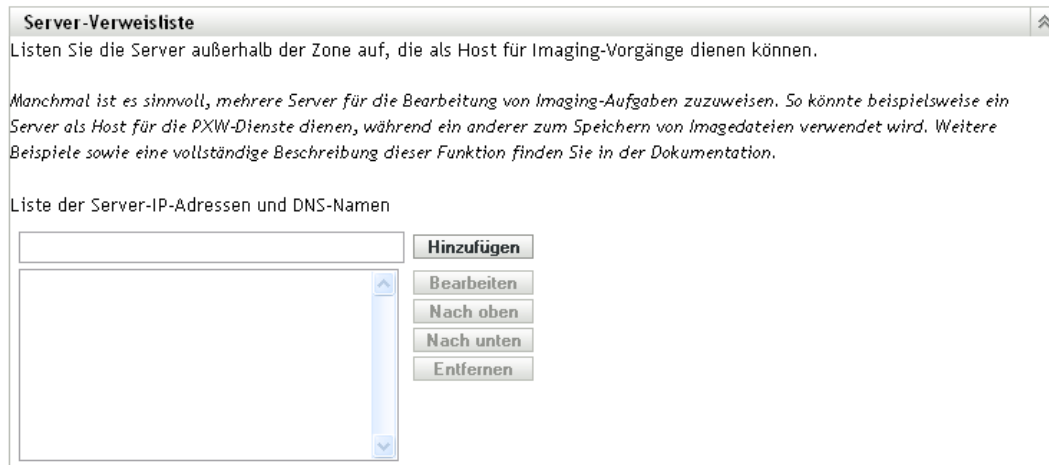 Server-Verweisliste
Listen Sie die Server außerhalb der Zone auf, die als Host für Imaging-Vorgänge dienen können.
Manchmal ist es sinnvoll, mehrere Server für die Bearbeitung von Imaging-Aufgaben zuzuweisen. So könnte beispielsweise ein
Server als Host für die PXW-Dienste dienen, während ein anderer zum Speichern von Imagedateien verwendet wird. Weitere
Beispiele sowie eine vollständige Beschreibung dieser Funktion finden Sie in der Dokumentation.
Liste der Server-IP-Adressen und DNS-Namen
Hinzufügen
Bearbeiten
Nach oben
Nach unten
Entfernen